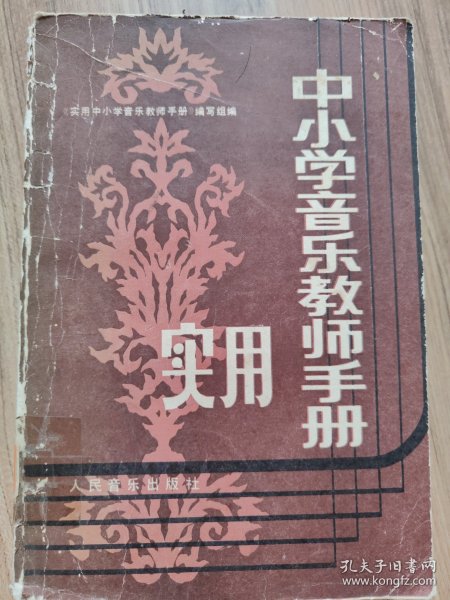 《实用中小学音乐教师手册》编写组编
实用
中小学音乐教师手册
人民音乐出版社
孔夫子旧书网
www.kongfz.com